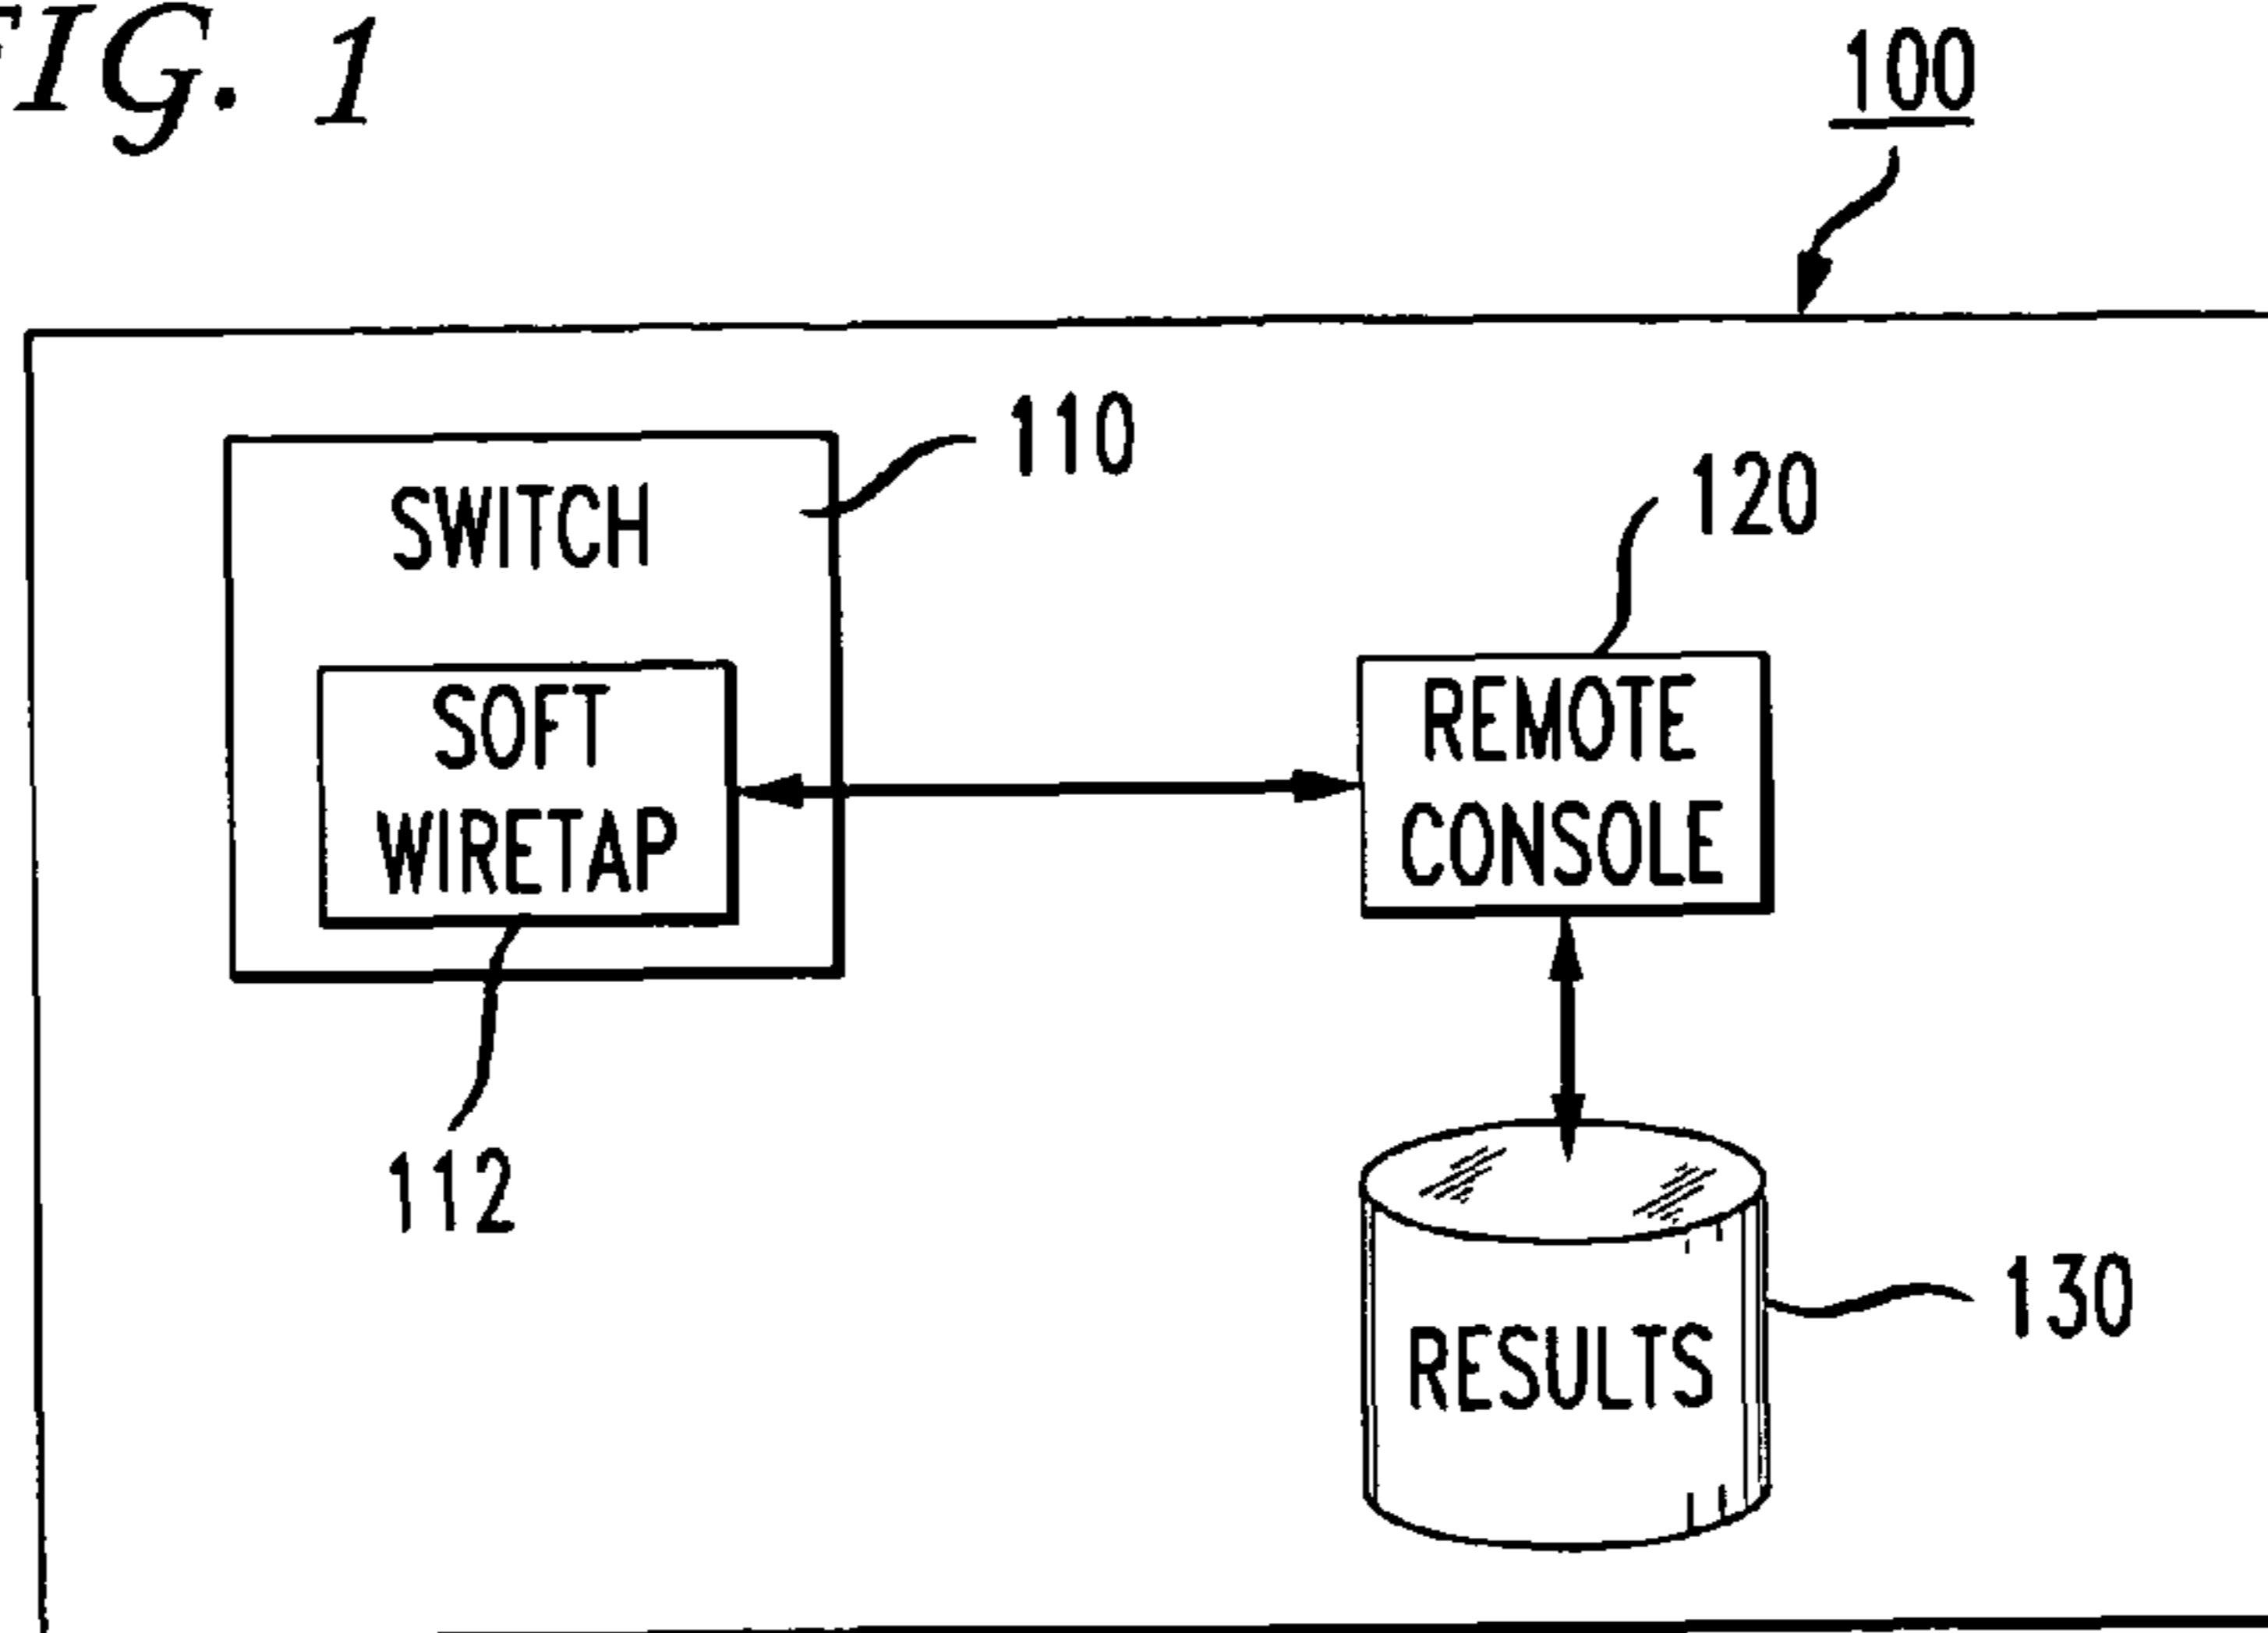 FIG. 1
100
110
SWITCH
120
SOFT
WIRETAP
REMOTE
CONSOLE
112
130
RESULTS